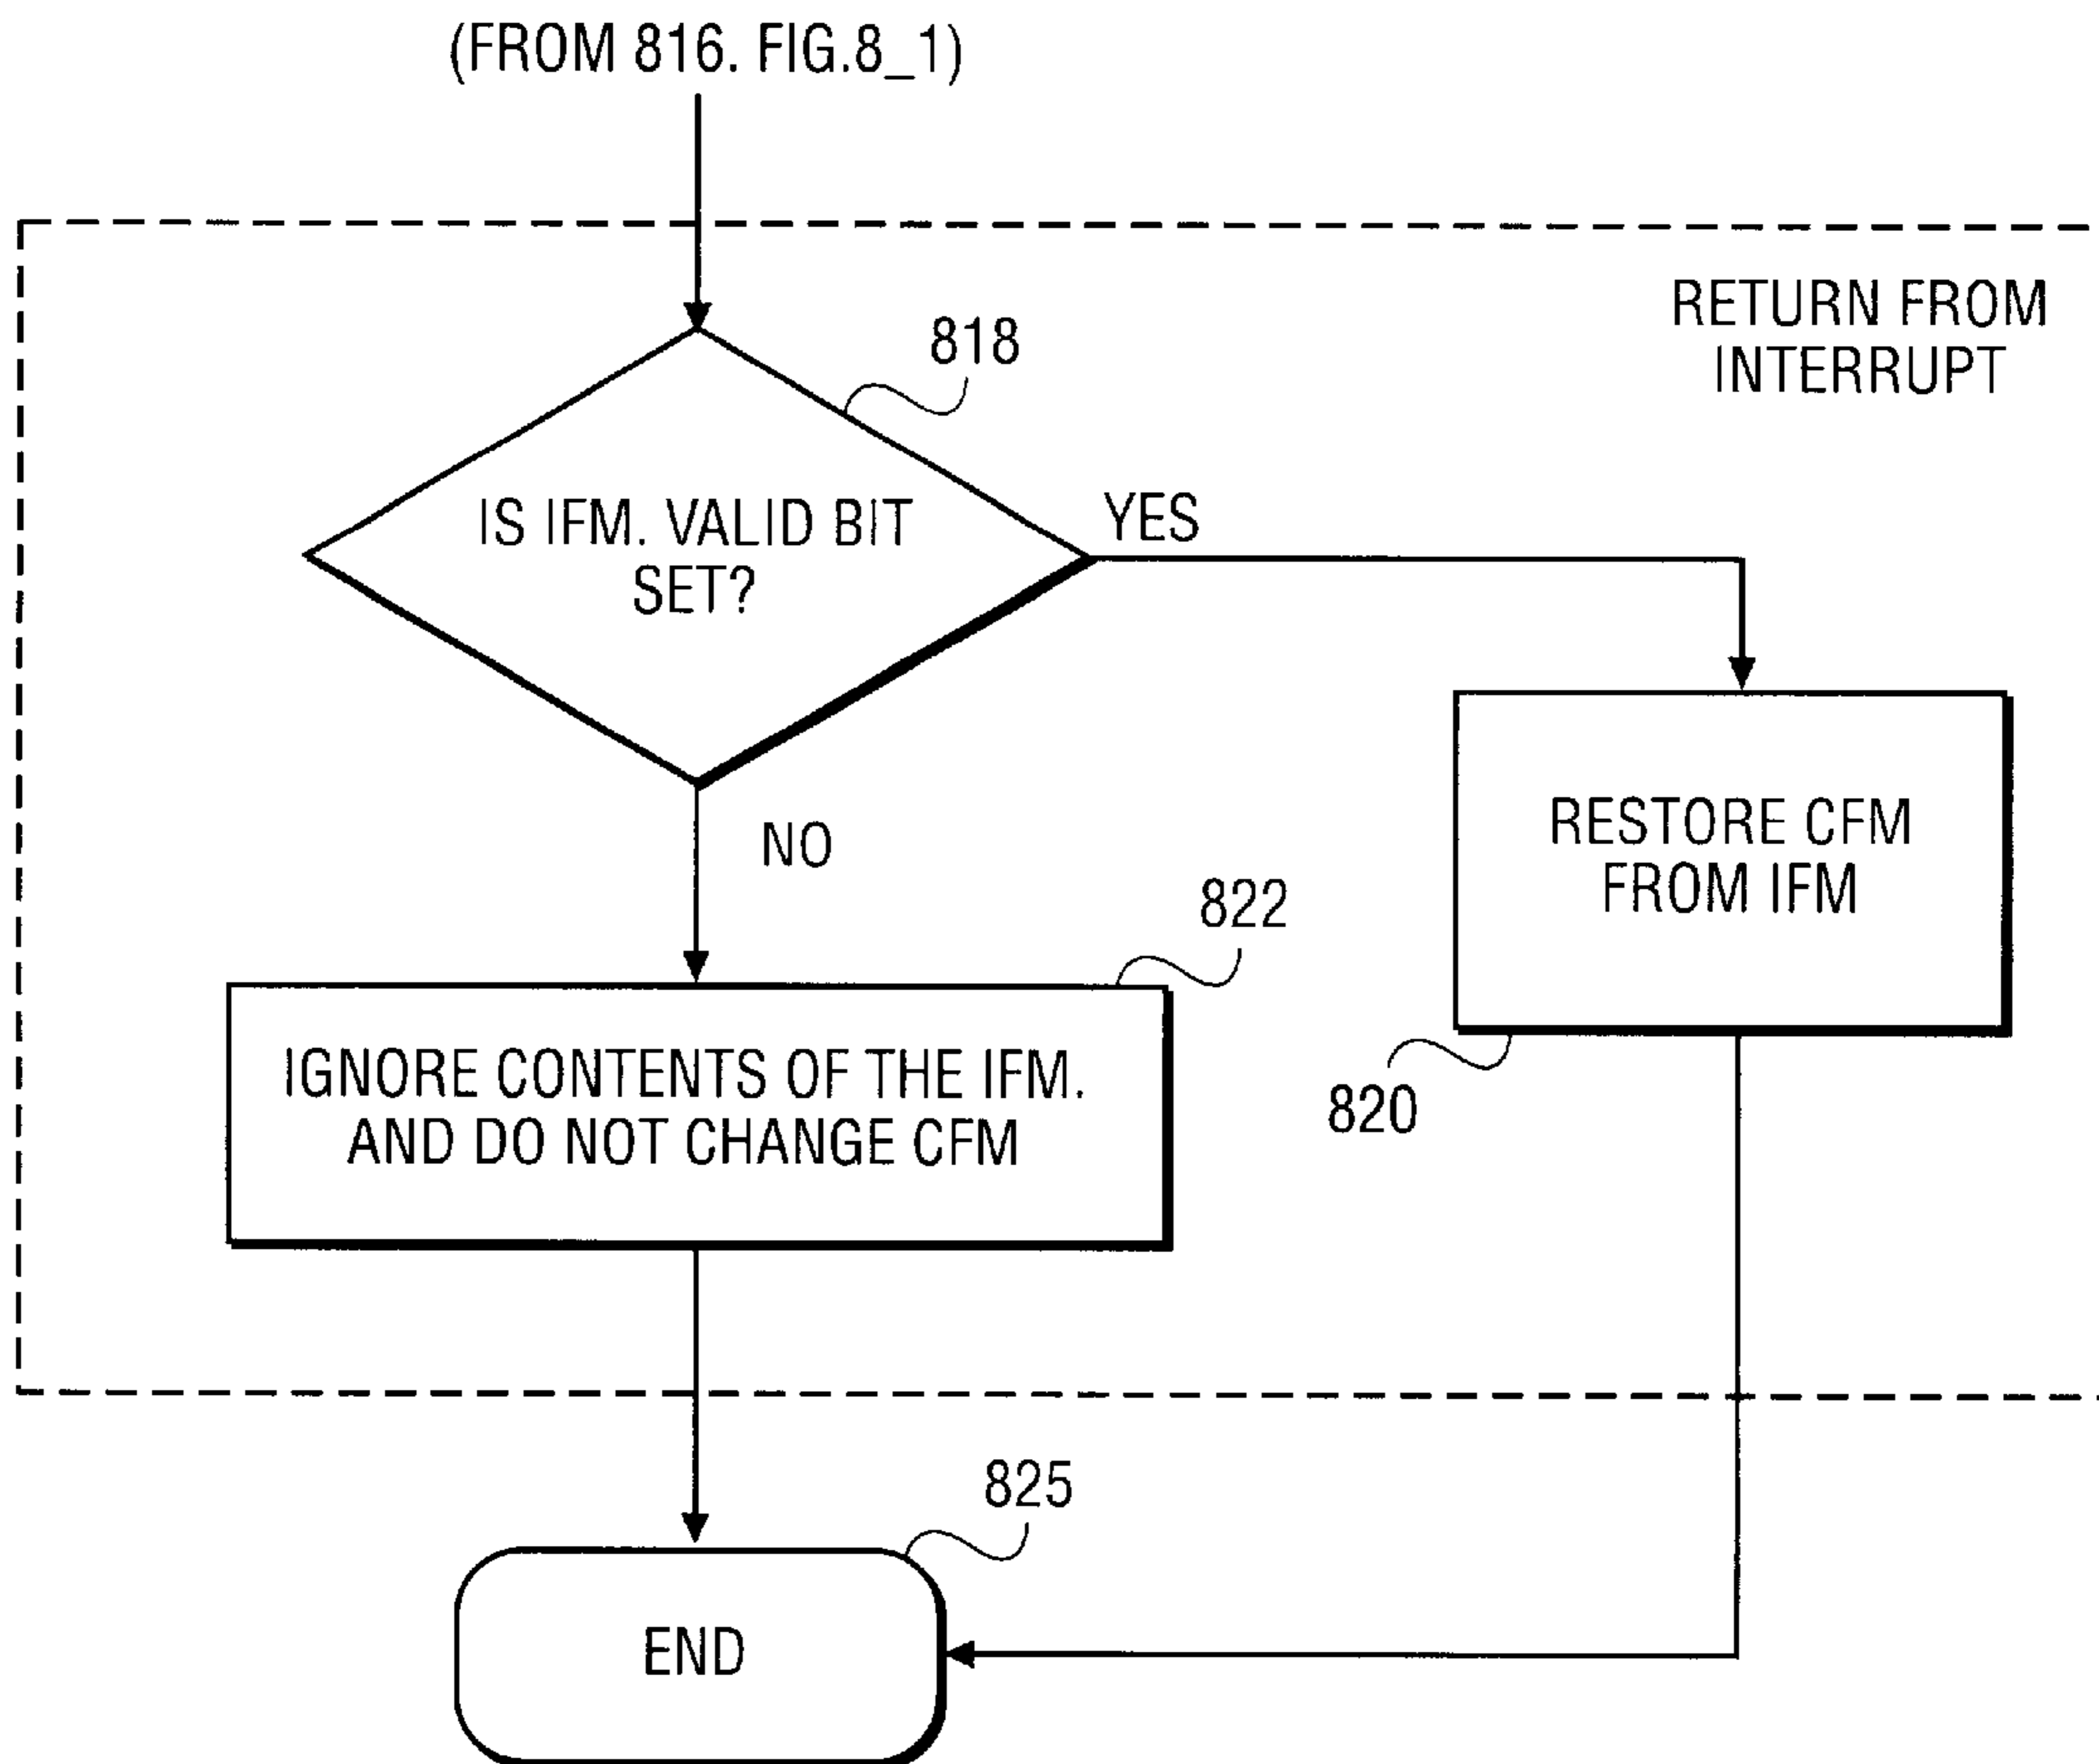 (FROM 816. FIG.8_1)
RETURN FROM
INTERRUPT
818
IS IFM. VALID BIT
SET?
YES
NO
RESTORE CFM
FROM IFM
820
822
IGNORE CONTENTS OF THE IFM.
AND DO NOT CHANGE CFM
825
END